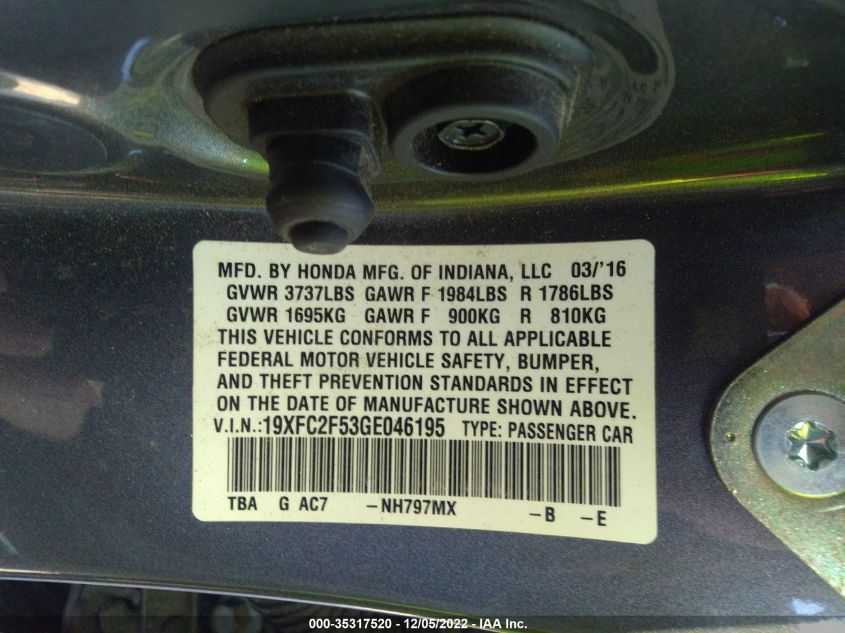 MFD. BY HONDA MFG. OF INDIANA, LLC 03/'16
GVWR 3737LBS GAWR F 1984LBS R 1786LBS
GVWR 1695KG GAWR F 900KG R 810KG
THIS VEHICLE CONFORMS TO ALL APPLICABLE
FEDERAL MOTOR VEHICLE SAFETY, BUMPER,
AND THEFT PREVENTION STANDARDS IN EFFECT
ON THE DATE OF MANUFACTURE SHOWN ABOVE.
V.I.N.:19XFC2F53GE046195 TYPE: PASSENGER CAR
TBA G AC7 -NH797MX -B -E
000-35317520 - 12/05/2022 - IAA Inc.